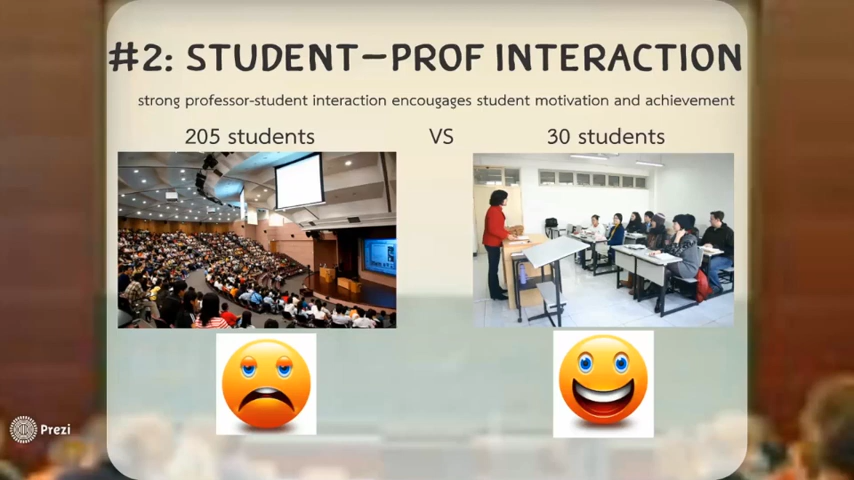 #2: STUDENT-PROF INTERACTION
strong professor-student interaction encougages student motivation and achievement
205 students VS 30 students
Prezi